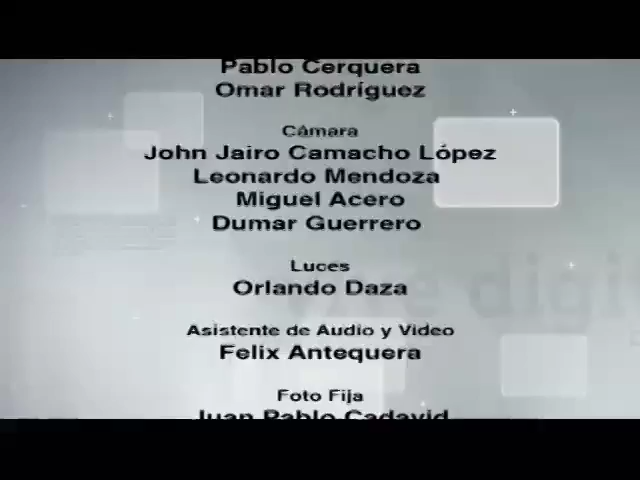 Pablo Cerquera
Omar Rodríguez
Cámara
John Jairo Camacho López
Leonardo Mendoza
Miguel Acero
Dumar Guerrero
Luces
Orlando Daza
Asistente de Audio y Video
Felix Antequera
Foto Fija
Juan Pablo Cadavid